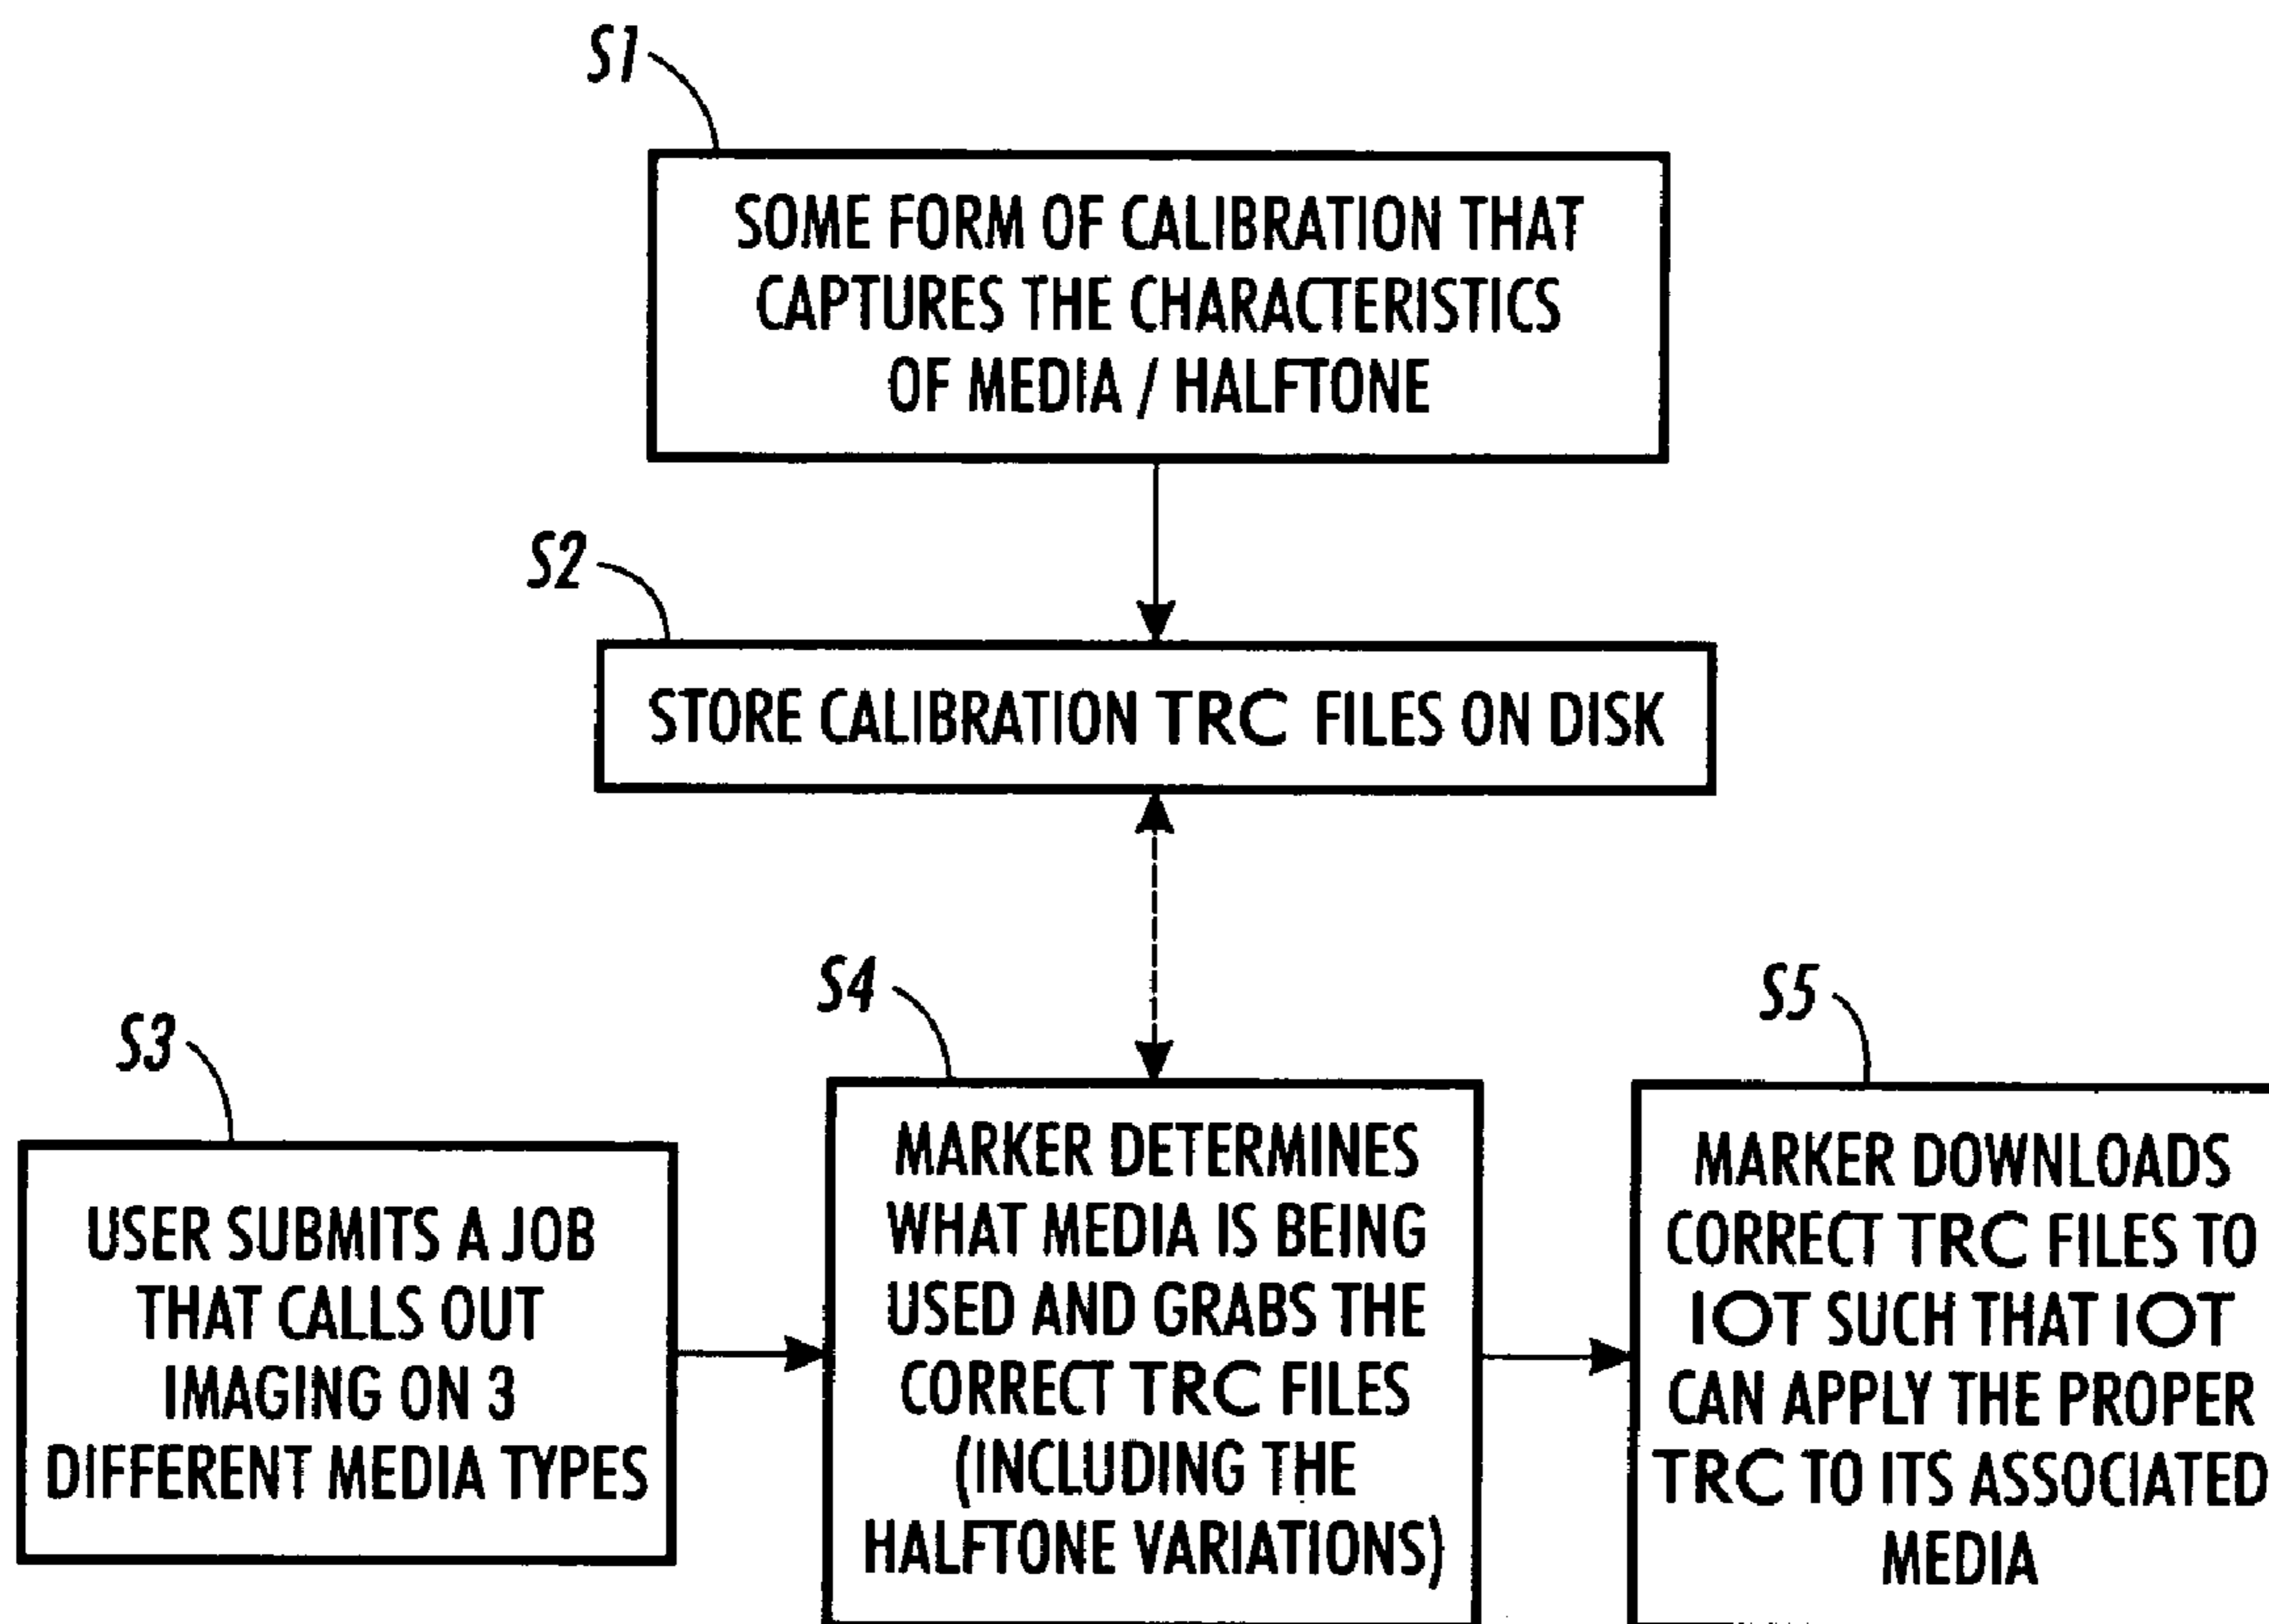 S1
SOME FORM OF CALIBRATION THAT
CAPTURES THE CHARACTERISTICS
OF MEDIA / HALFTONE
S2
STORE CALIBRATION TRC FILES ON DISK
S3
USER SUBMITS A JOB
THAT CALLS OUT
IMAGING ON 3
DIFFERENT MEDIA TYPES
S4
MARKER DETERMINES
WHAT MEDIA IS BEING
USED AND GRABS THE
CORRECT TRC FILES
(INCLUDING THE
HALFTONE VARIATIONS)
S5
MARKER DOWNLOADS
CORRECT TRC FILES TO
IOT SUCH THAT IOT
CAN APPLY THE PROPER
TRC TO ITS ASSOCIATED
MEDIA